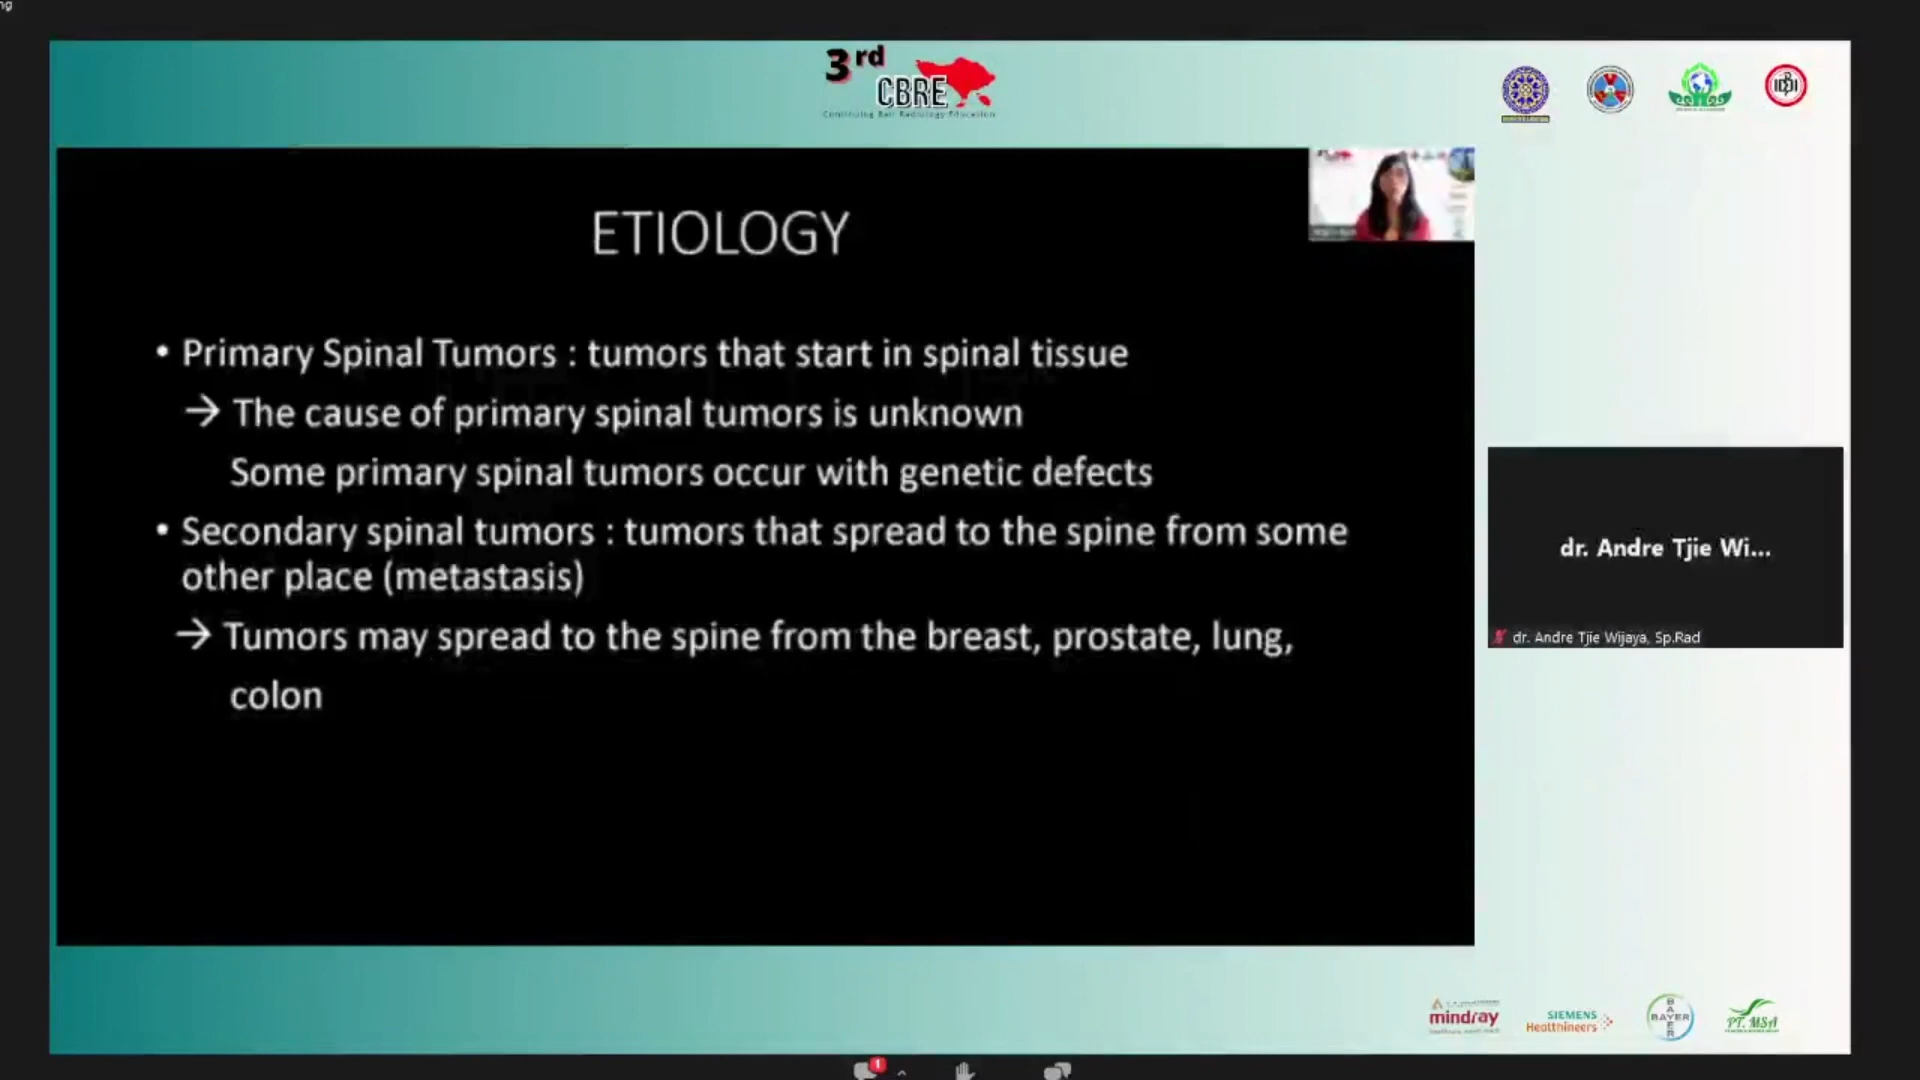 ng
3rd
CBRE
Continuing Bali Radiology Education
ETIOLOGY
• Primary Spinal Tumors : tumors that start in spinal tissue
→ The cause of primary spinal tumors is unknown
Some primary spinal tumors occur with genetic defects
• Secondary spinal tumors : tumors that spread to the spine from some
other place (metastasis)
→ Tumors may spread to the spine from the breast, prostate, lung,
colon
dr. Andre Tjie Wi...
dr. Andre Tjie Wijaya, Sp.Rad
mindray
SIEMENS
Healthineers
BAYER
BAYER
PT. MSA
1